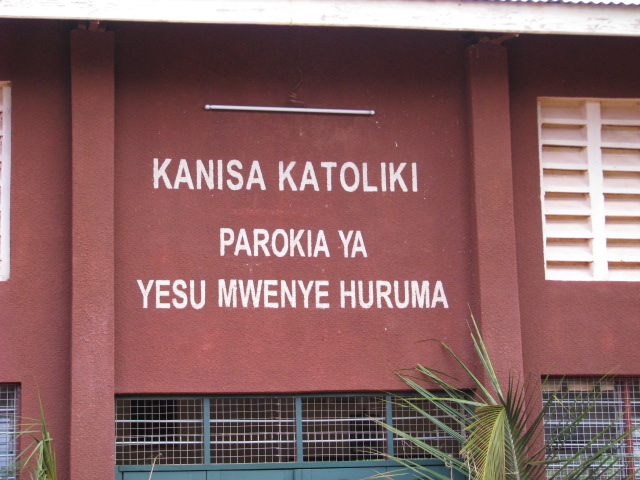 KANISA KATOLIKI
PAROKIA YA
YESU MWENYE HURUMA